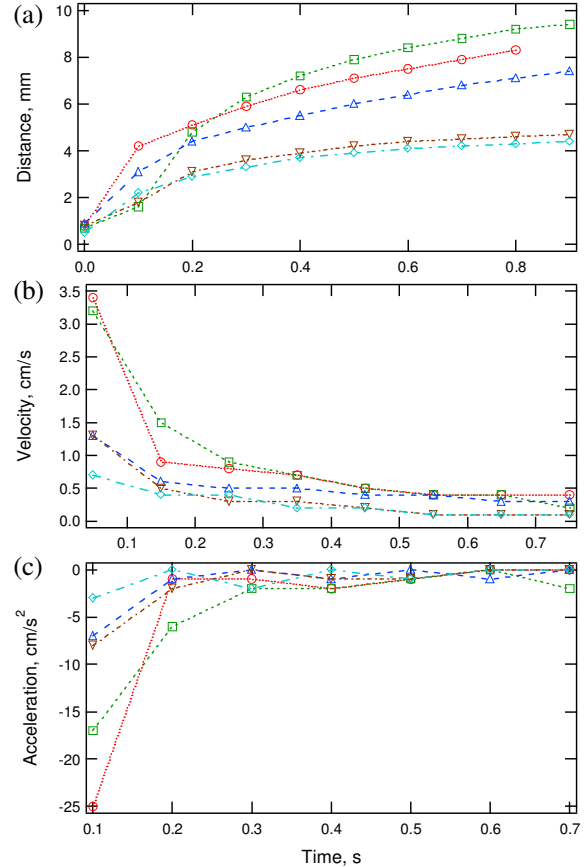 (a)
10
8
6
4
2
0
Distance, mm
0.0 0.2 0.4 0.6 0.8
(b)
3.5
3.0
2.5
2.0
1.5
1.0
0.5
0.0
Velocity, cm/s
0.1 0.2 0.3 0.4 0.5 0.6 0.7
(c)
0
-5
-10
-15
-20
-25
Acceleration, cm/s²
0.1 0.2 0.3 0.4 0.5 0.6 0.7
Time, s